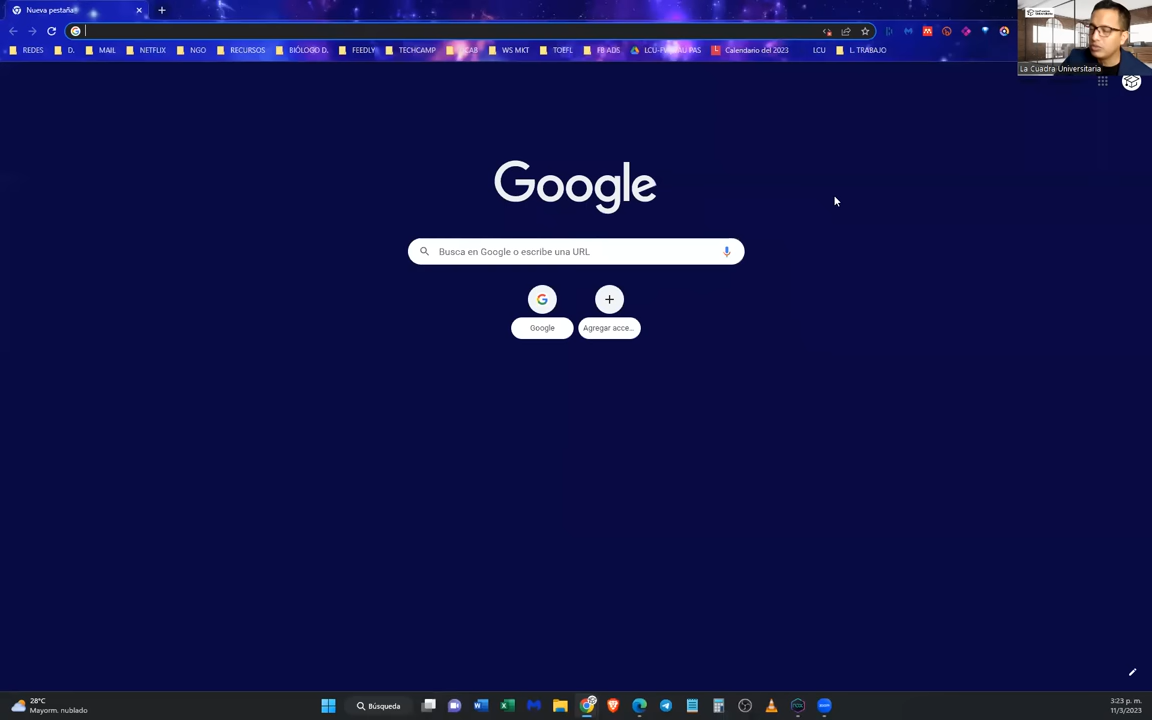 Nueva pestaña
REDES D. MAIL NETFLIX NGO RECURSOS BIÓLOGO D. FEEDLY TECHCAMP WS MKT TOEFL FB ADS Calendario del 2023 LCU L. TRABAJO
La Cuadra Universitaria
Google
Busca en Google o escribe una URL
Google Agregar acce...
28°C
Mayorm. nublado
Búsqueda
3:23 p. m.
11/3/2023